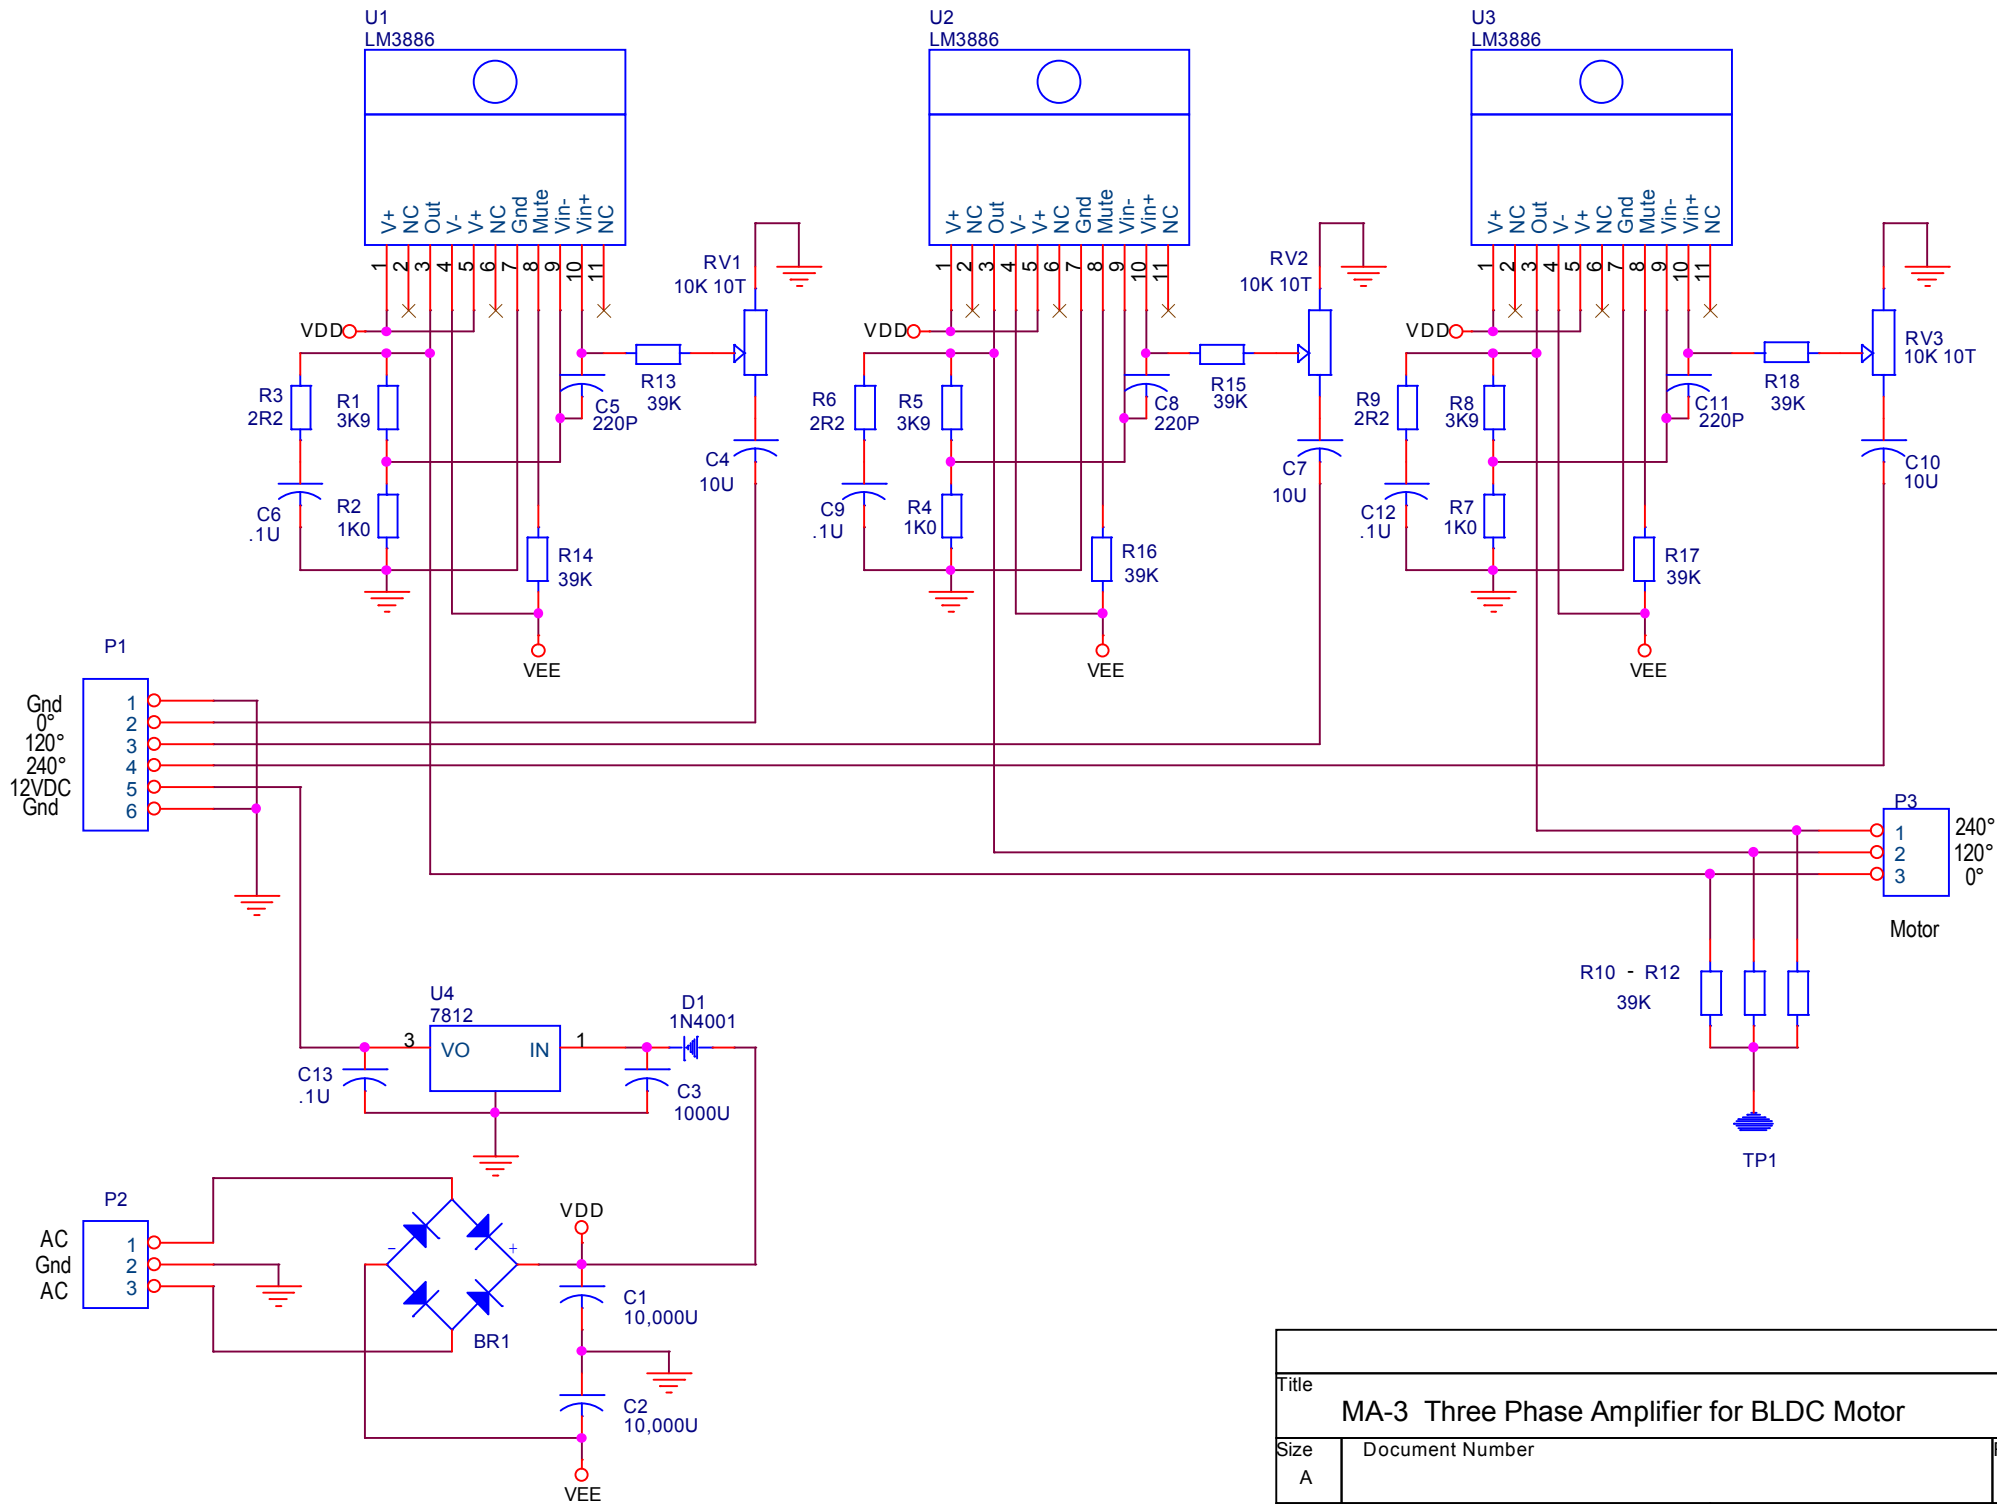 U1
LM3886
V+
NC
Out
V-
V+
NC
Gnd
Mute
Vin-
Vin+
NC
1
2
3
4
5
6
7
8
9
10
11
VDD
R3
2R2
R1
3K9
C5
220P
R13
39K
RV1
10K 10T
C4
10U
C6
.1U
R2
1K0
R14
39K
VEE
U2
LM3886
V+
NC
Out
V-
V+
NC
Gnd
Mute
Vin-
Vin+
NC
1
2
3
4
5
6
7
8
9
10
11
VDD
R6
2R2
R5
3K9
C8
220P
R15
39K
RV2
10K 10T
C7
10U
C9
.1U
R4
1K0
R16
39K
VEE
U3
LM3886
V+
NC
Out
V-
V+
NC
Gnd
Mute
Vin-
Vin+
NC
1
2
3
4
5
6
7
8
9
10
11
VDD
R9
2R2
R8
3K9
C11
220P
R18
39K
RV3
10K 10T
C10
10U
C12
.1U
R7
1K0
R17
39K
VEE
P1
Gnd 1
0° 2
120° 3
240° 4
12VDC 5
Gnd 6
P3
1 240°
2 120°
3 0°
Motor
R10 - R12
39K
TP1
U4
7812
3 VO IN 1
D1
1N4001
C13
.1U
C3
1000U
P2
AC 1
Gnd 2
AC 3
- +
BR1
VDD
C1
10,000U
C2
10,000U
VEE
Title
MA-3 Three Phase Amplifier for BLDC Motor
Size
A
Document Number